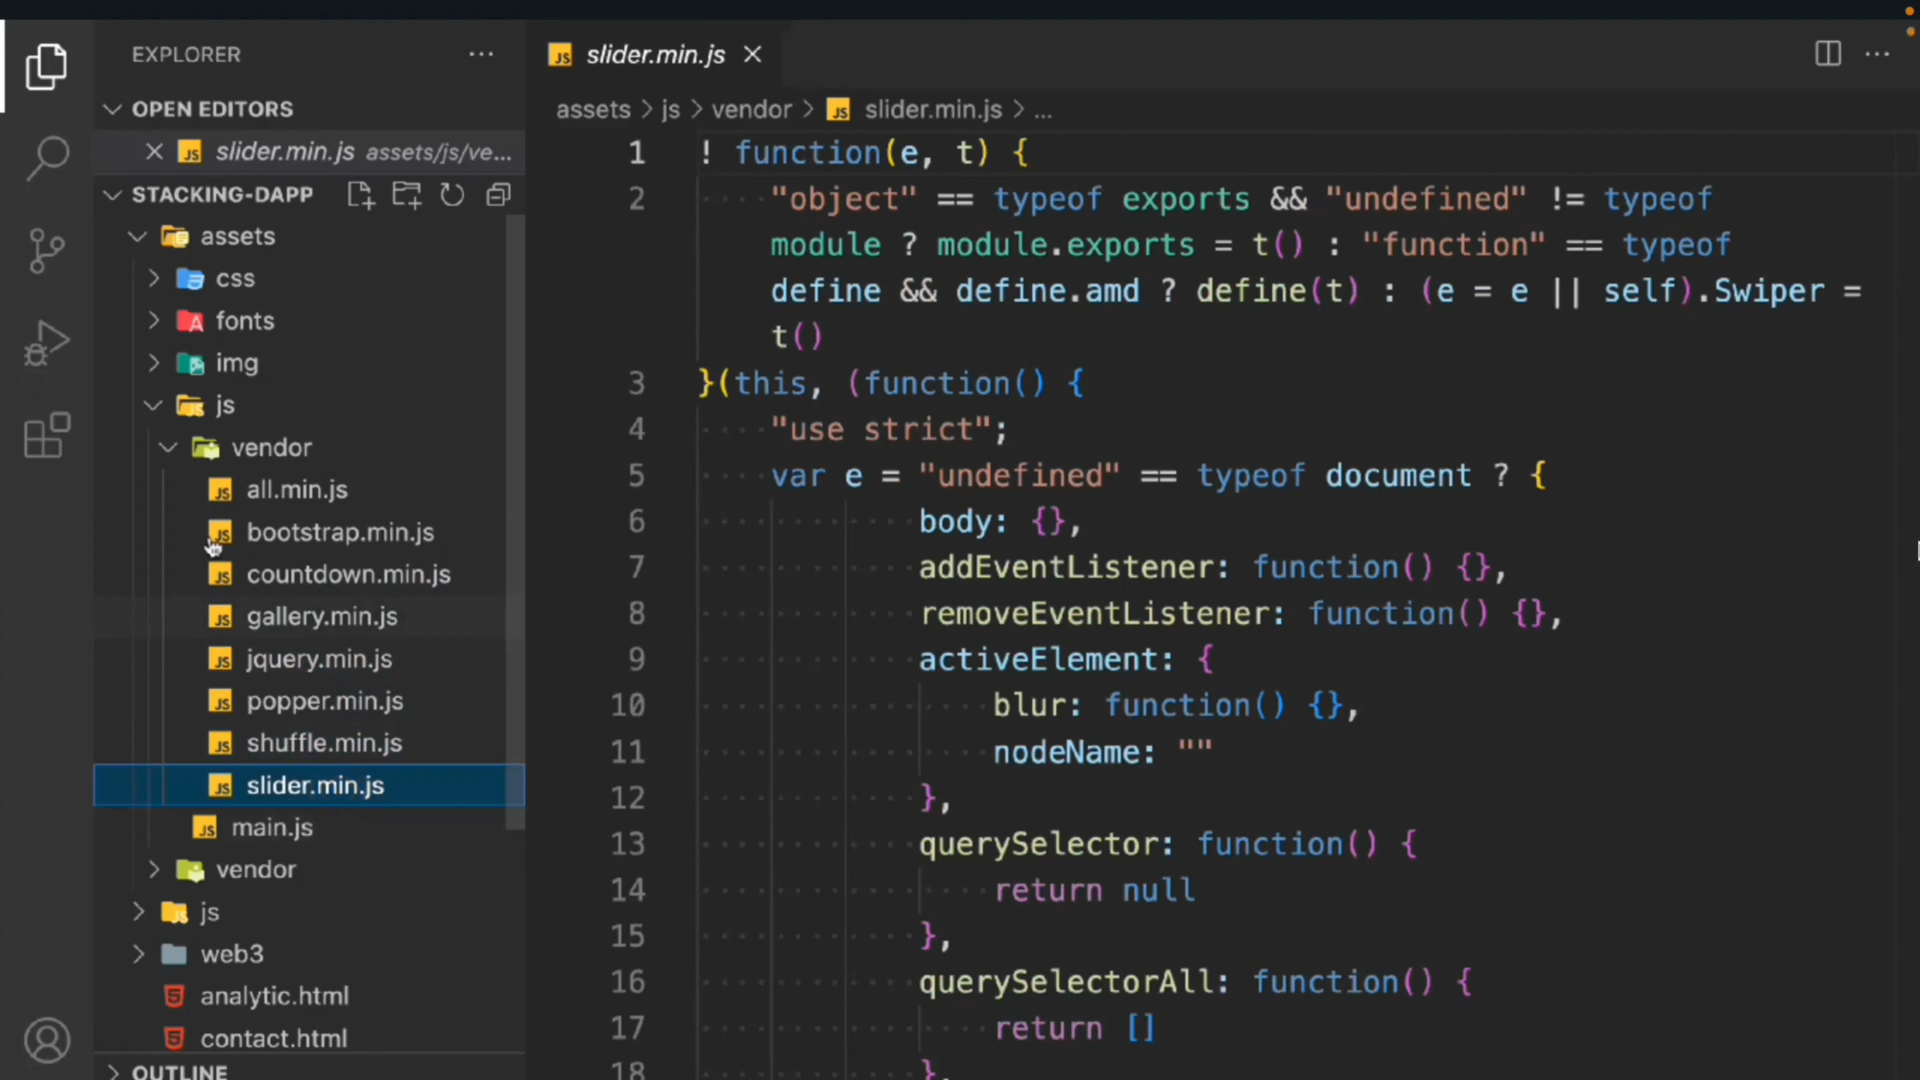 EXPLORER
OPEN EDITORS
slider.min.js assets/js/ve...
STACKING-DAPP
assets
css
fonts
img
js
vendor
all.min.js
bootstrap.min.js
countdown.min.js
gallery.min.js
jquery.min.js
popper.min.js
shuffle.min.js
slider.min.js
main.js
vendor
js
web3
analytic.html
contact.html
OUTLINE
slider.min.js
assets > js > vendor > slider.min.js > ...
1 ! function(e, t) {
2 "object" == typeof exports && "undefined" != typeof
module ? module.exports = t() : "function" == typeof
define && define.amd ? define(t) : (e = e || self).Swiper =
t()
3 }(this, (function() {
4 "use strict";
5 var e = "undefined" == typeof document ? {
6 body: {},
7 addEventListener: function() {},
8 removeEventListener: function() {},
9 activeElement: {
10 blur: function() {},
11 nodeName: ""
12 },
13 querySelector: function() {
14 return null
15 },
16 querySelectorAll: function() {
17 return []
18 },